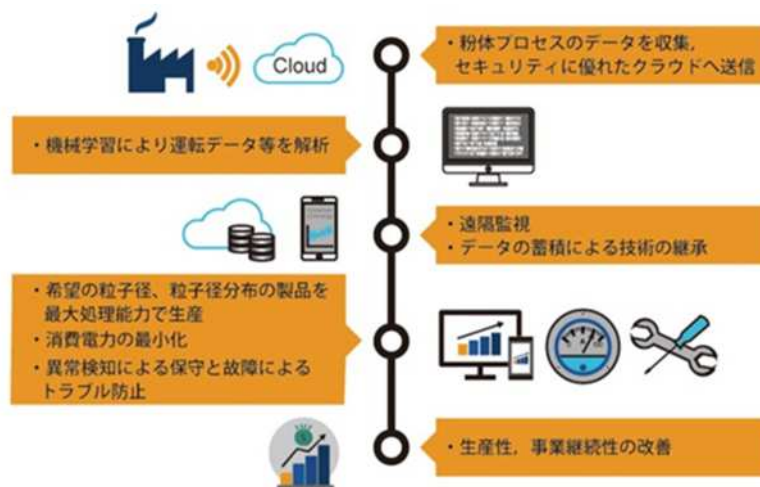 Cloud
・粉体プロセスのデータを収集,
セキュリティに優れたクラウドへ送信
・機械学習により運転データ等を解析
・遠隔監視
・データの蓄積による技術の継承
・希望の粒子径、粒子径分布の製品を
最大処理能力で生産
・消費電力の最小化
・異常検知による保守と故障による
トラブル防止
・生産性, 事業継続性の改善